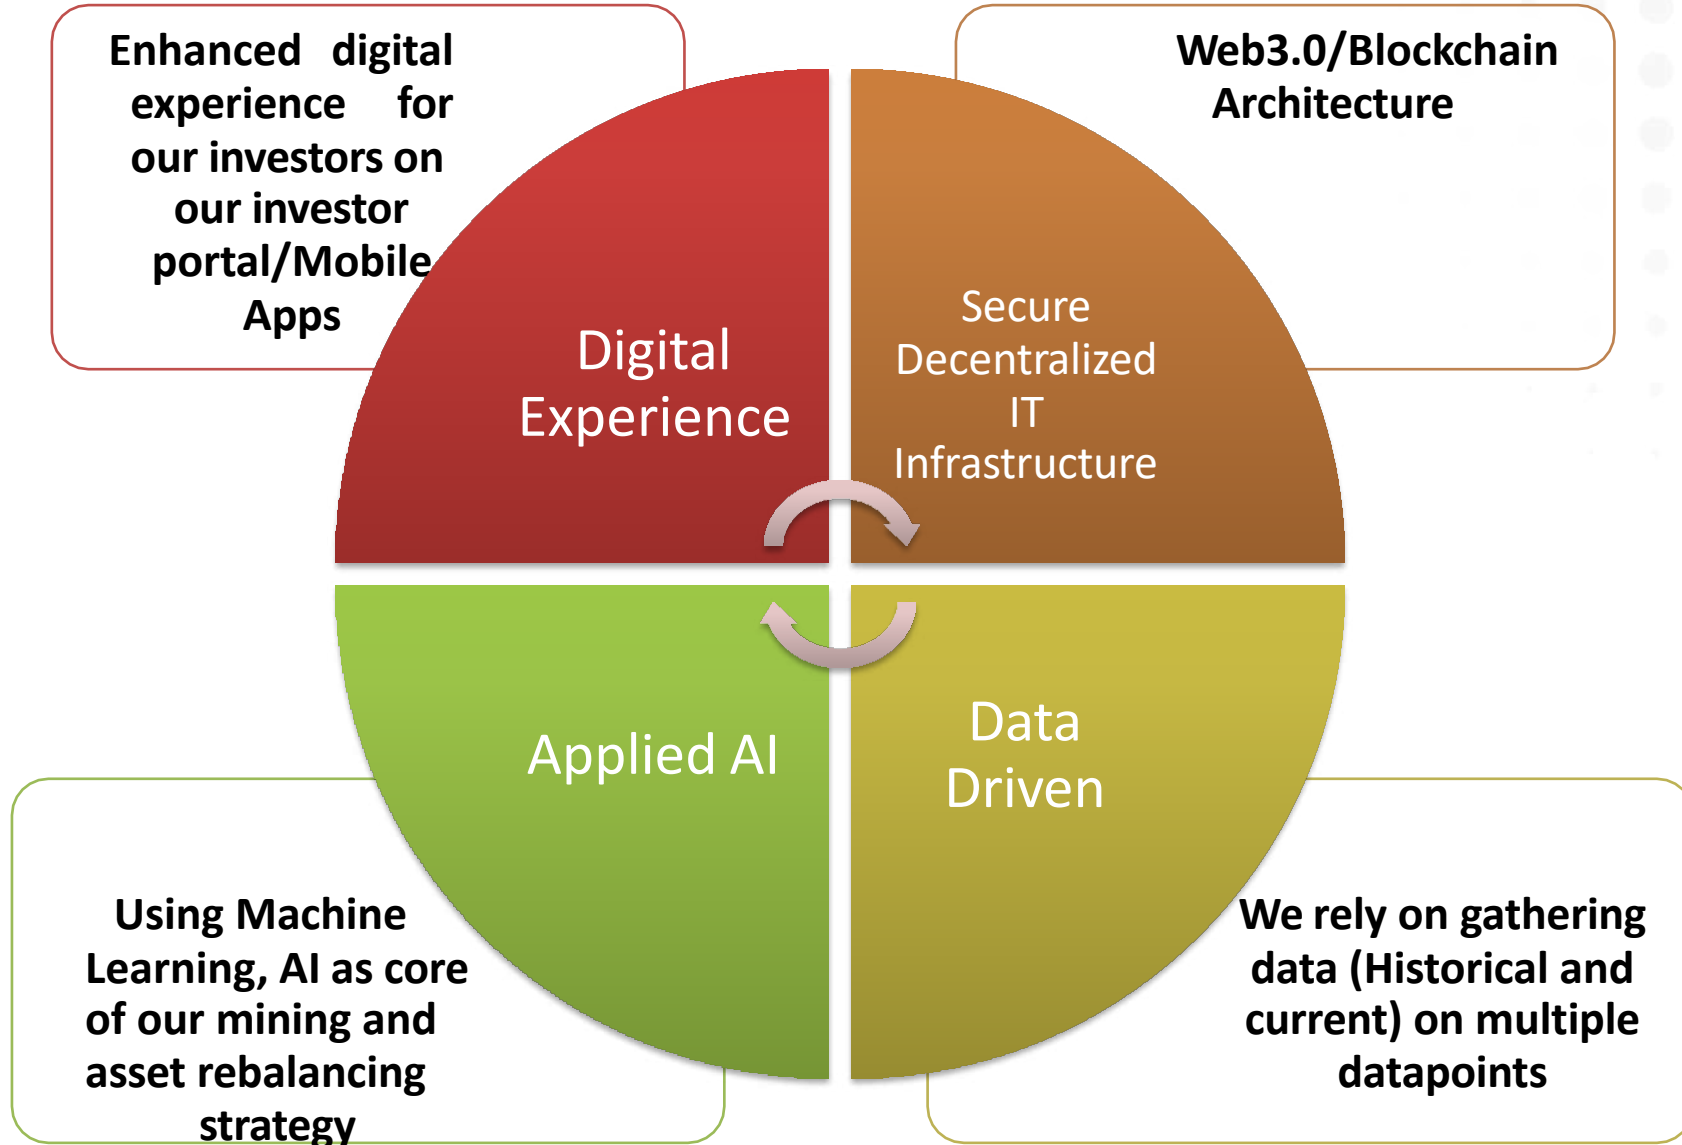 Enhanced digital
experience for
our investors on
our investor
portal/Mobile
Apps
Web3.0/Blockchain
Architecture
Digital
Experience
Secure
Decentralized
IT
Infrastructure
Applied AI
Data
Driven
Using Machine
Learning, AI as core
of our mining and
asset rebalancing
strategy
We rely on gathering
data (Historical and
current) on multiple
datapoints